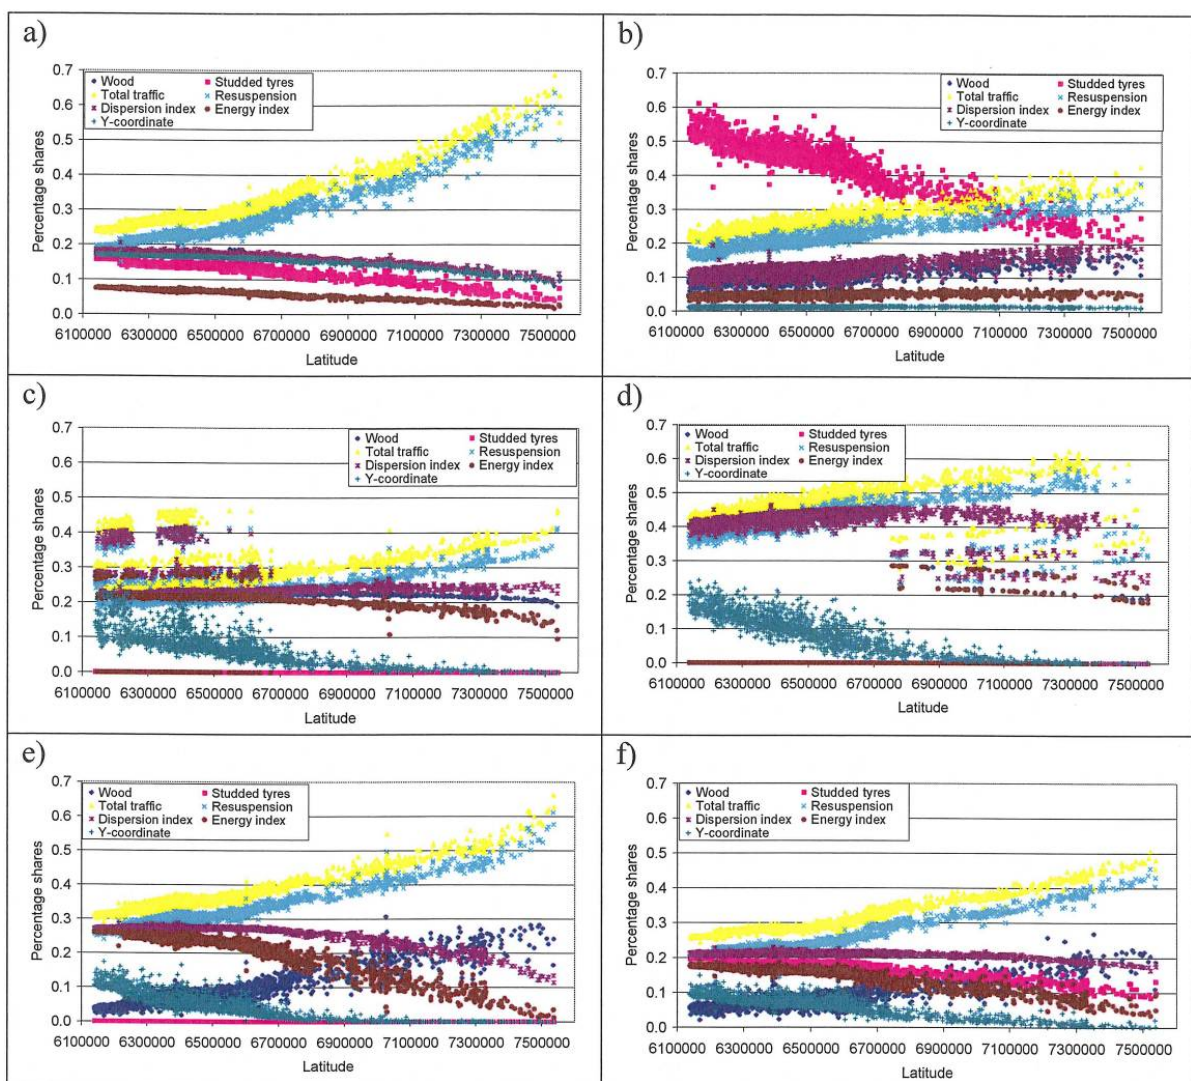 a)
0.7
0.6
0.5
0.4
0.3
0.2
0.1
0.0
Percentage shares
Wood Studded tyres
Total traffic Resuspension
Dispersion index Energy index
Y-coordinate
6100000 6300000 6500000 6700000 6900000 7100000 7300000 7500000
Latitude
b)
0.7
0.6
0.5
0.4
0.3
0.2
0.1
0.0
Percentage shares
Wood Studded tyres
Total traffic Resuspension
Dispersion index Energy index
Y-coordinate
6100000 6300000 6500000 6700000 6900000 7100000 7300000 7500000
Latitude
c)
0.7
0.6
0.5
0.4
0.3
0.2
0.1
0.0
Percentage shares
Wood Studded tyres
Total traffic Resuspension
Dispersion index Energy index
Y-coordinate
6100000 6300000 6500000 6700000 6900000 7100000 7300000 7500000
Latitude
d)
0.7
0.6
0.5
0.4
0.3
0.2
0.1
0.0
Percentage shares
Wood Studded tyres
Total traffic Resuspension
Dispersion index Energy index
Y-coordinate
6100000 6300000 6500000 6700000 6900000 7100000 7300000 7500000
Latitude
e)
0.7
0.6
0.5
0.4
0.3
0.2
0.1
0.0
Percentage shares
Wood Studded tyres
Total traffic Resuspension
Dispersion index Energy index
Y-coordinate
6100000 6300000 6500000 6700000 6900000 7100000 7300000 7500000
Latitude
f)
0.7
0.6
0.5
0.4
0.3
0.2
0.1
0.0
Percentage shares
Wood Studded tyres
Total traffic Resuspension
Dispersion index Energy index
Y-coordinate
6100000 6300000 6500000 6700000 6900000 7100000 7300000 7500000
Latitude